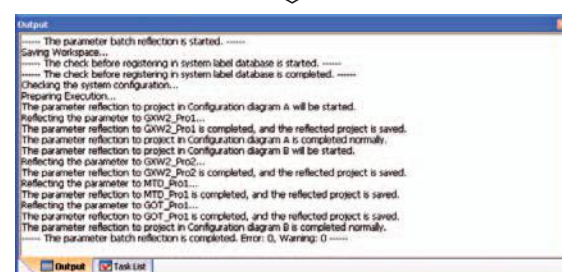 Output
------ The parameter batch reflection is started. ------
Saving Workspace...
------ The check before registering in system label database is started. ------
------ The check before registering in system label database is completed. ------
Checking the system configuration...
Preparing Execution...
The parameter reflection to project in Configuration diagram A will be started.
Reflecting the parameter to GXW2_Pro1...
The parameter reflection to GXW2_Pro1 is completed, and the reflected project is saved.
The parameter reflection to project in Configuration diagram A is completed normally.
The parameter reflection to project in Configuration diagram B will be started.
Reflecting the parameter to GXW2_Pro2...
The parameter reflection to GXW2_Pro2 is completed, and the reflected project is saved.
Reflecting the parameter to MTD_Pro1...
The parameter reflection to MTD_Pro1 is completed, and the reflected project is saved.
Reflecting the parameter to GOT_Pro1...
The parameter reflection to GOT_Pro1 is completed, and the reflected project is saved.
The parameter reflection to project in Configuration diagram B is completed normally.
------ The parameter batch reflection is completed. Error: 0, Warning: 0 ------
Output Task List